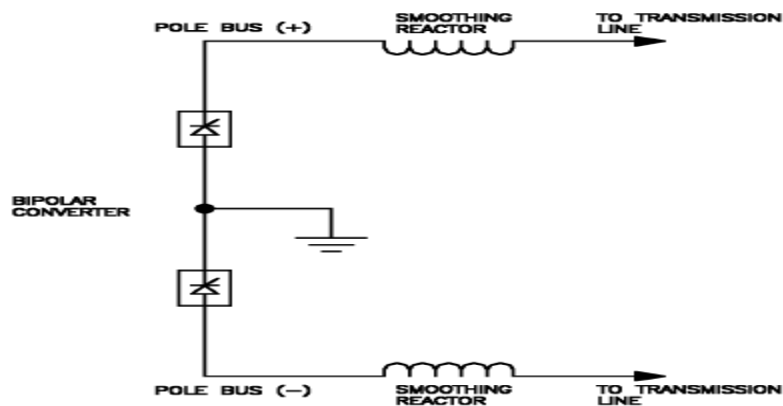 POLE BUS (+)
SMOOTHING
REACTOR
TO TRANSMISSION
LINE
BIPOLAR
CONVERTER
POLE BUS (–)
SMOOTHING
REACTOR
TO TRANSMISSION
LINE